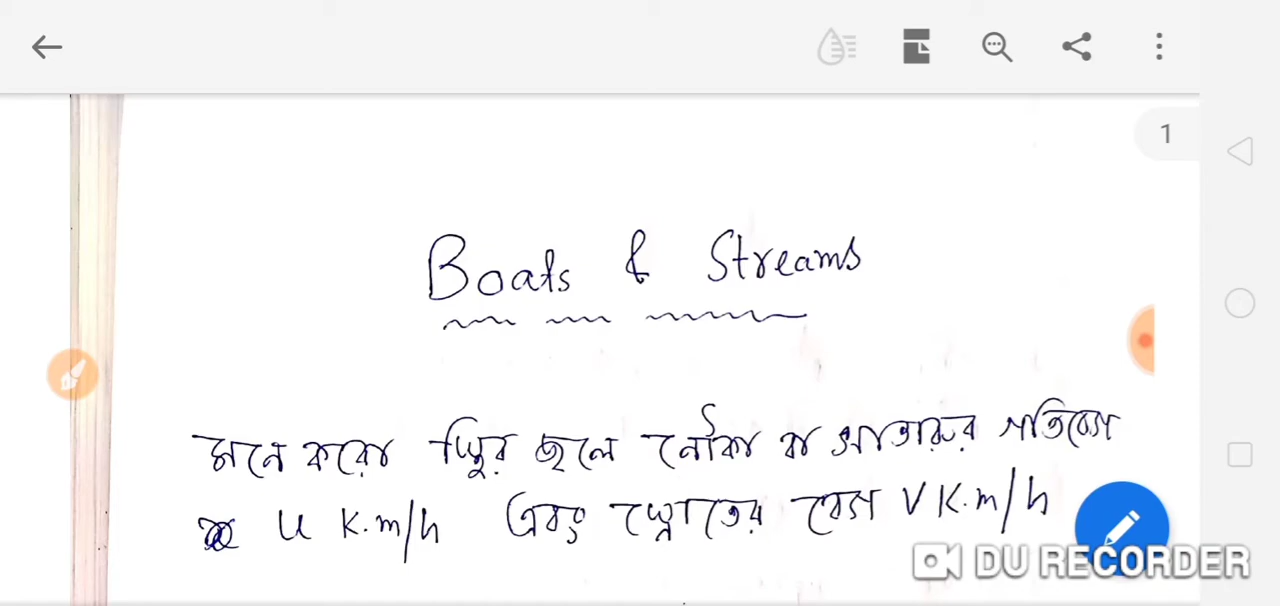 1
Boats & Streams
মনে করো স্থির জলে নৌকা বা সাতারুর গতিবেগ
u K.m/h এবং স্রোতের বেগ V K.m/h
DU RECORDER